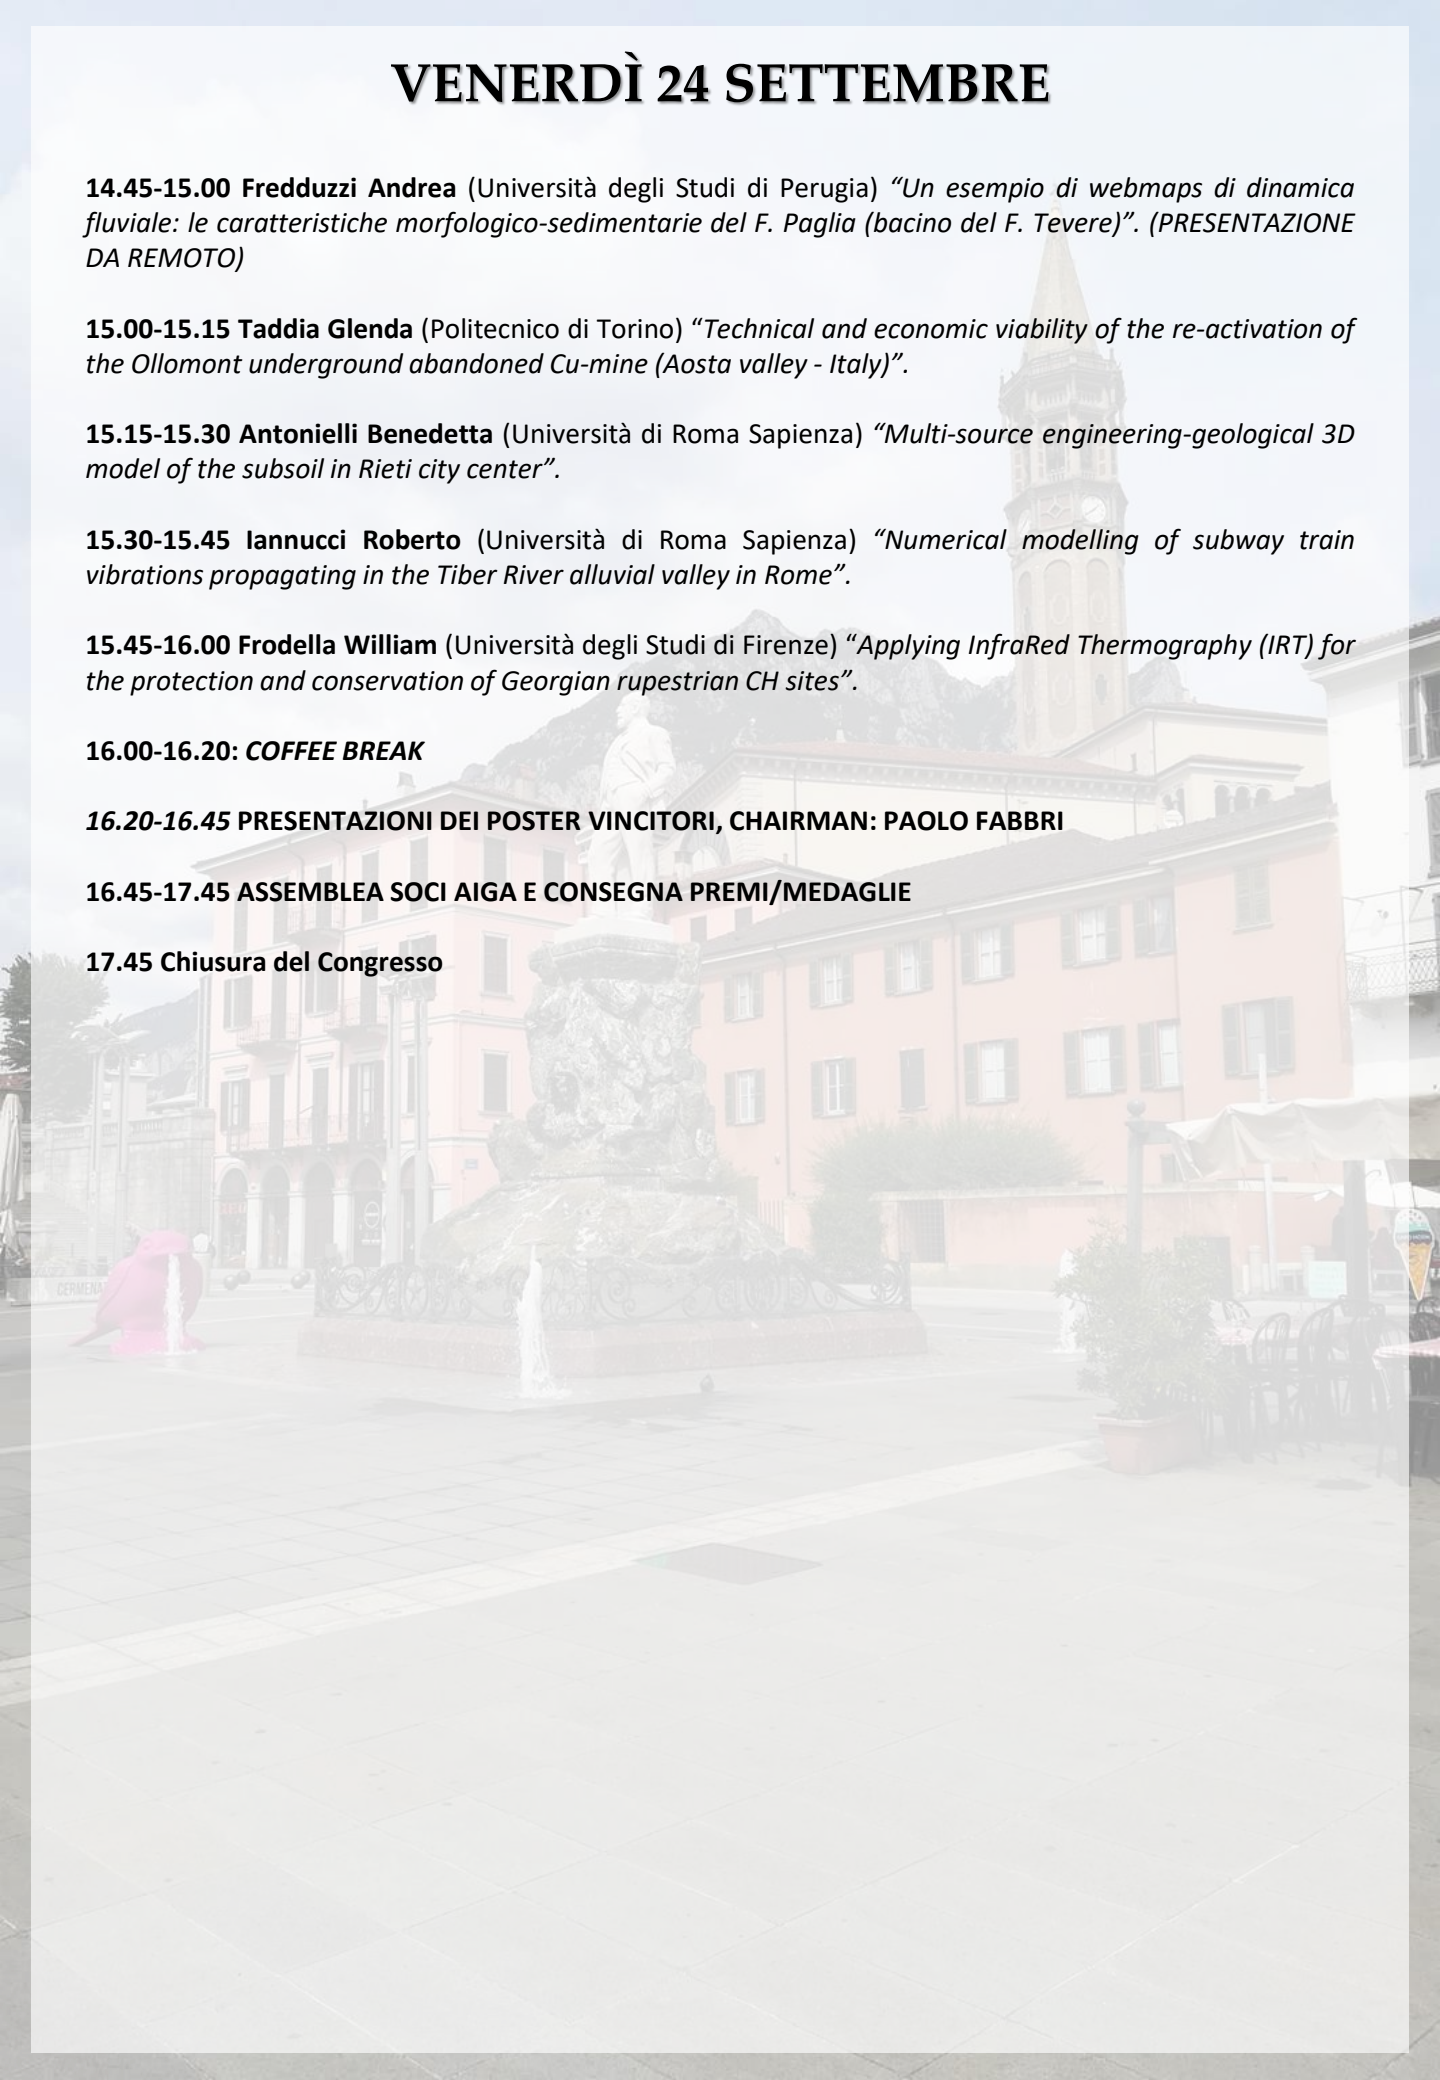 VENERDÌ 24 SETTEMBRE
14.45-15.00 Fredduzzi Andrea (Università degli Studi di Perugia) “Un esempio di webmaps di dinamica
fluviale: le caratteristiche morfologico-sedimentarie del F. Paglia (bacino del F. Tevere)”. (PRESENTAZIONE
DA REMOTO)
15.00-15.15 Taddia Glenda (Politecnico di Torino) “Technical and economic viability of the re-activation of
the Ollomont underground abandoned Cu-mine (Aosta valley - Italy)”.
15.15-15.30 Antonielli Benedetta (Università di Roma Sapienza) “Multi-source engineering-geological 3D
model of the subsoil in Rieti city center”.
15.30-15.45 Iannucci Roberto (Università di Roma Sapienza) “Numerical modelling of subway train
vibrations propagating in the Tiber River alluvial valley in Rome”.
15.45-16.00 Frodella William (Università degli Studi di Firenze) “Applying InfraRed Thermography (IRT) for
the protection and conservation of Georgian rupestrian CH sites”.
16.00-16.20: COFFEE BREAK
16.20-16.45 PRESENTAZIONI DEI POSTER VINCITORI, CHAIRMAN: PAOLO FABBRI
16.45-17.45 ASSEMBLEA SOCI AIGA E CONSEGNA PREMI/MEDAGLIE
17.45 Chiusura del Congresso